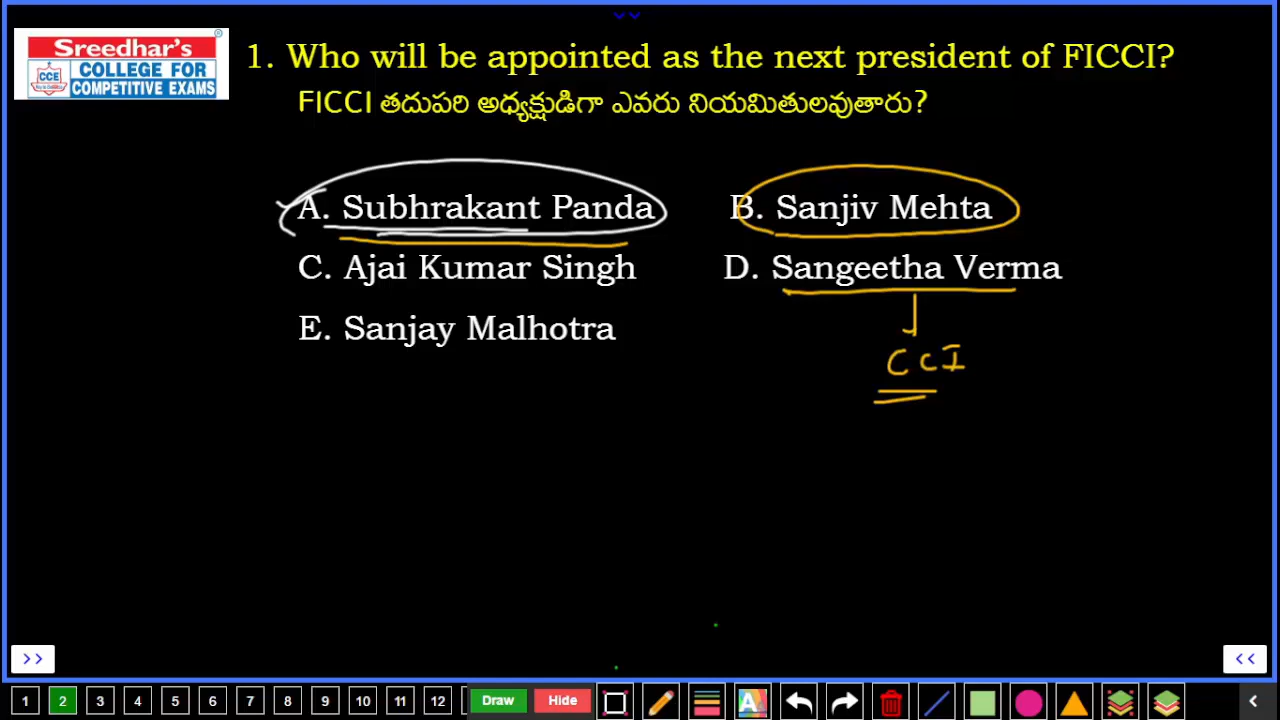 Sreedhar's
CCE
COLLEGE FOR
COMPETITIVE EXAMS
1. Who will be appointed as the next president of FICCI?
FICCI తదుపరి అధ్యక్షుడిగా ఎవరు నియమితులవుతారు?
A. Subhrakant Panda B. Sanjiv Mehta
C. Ajai Kumar Singh D. Sangeetha Verma
E. Sanjay Malhotra
CCI
>> <<
1 2 3 4 5 6 7 8 9 10 11 12 Draw Hide A <